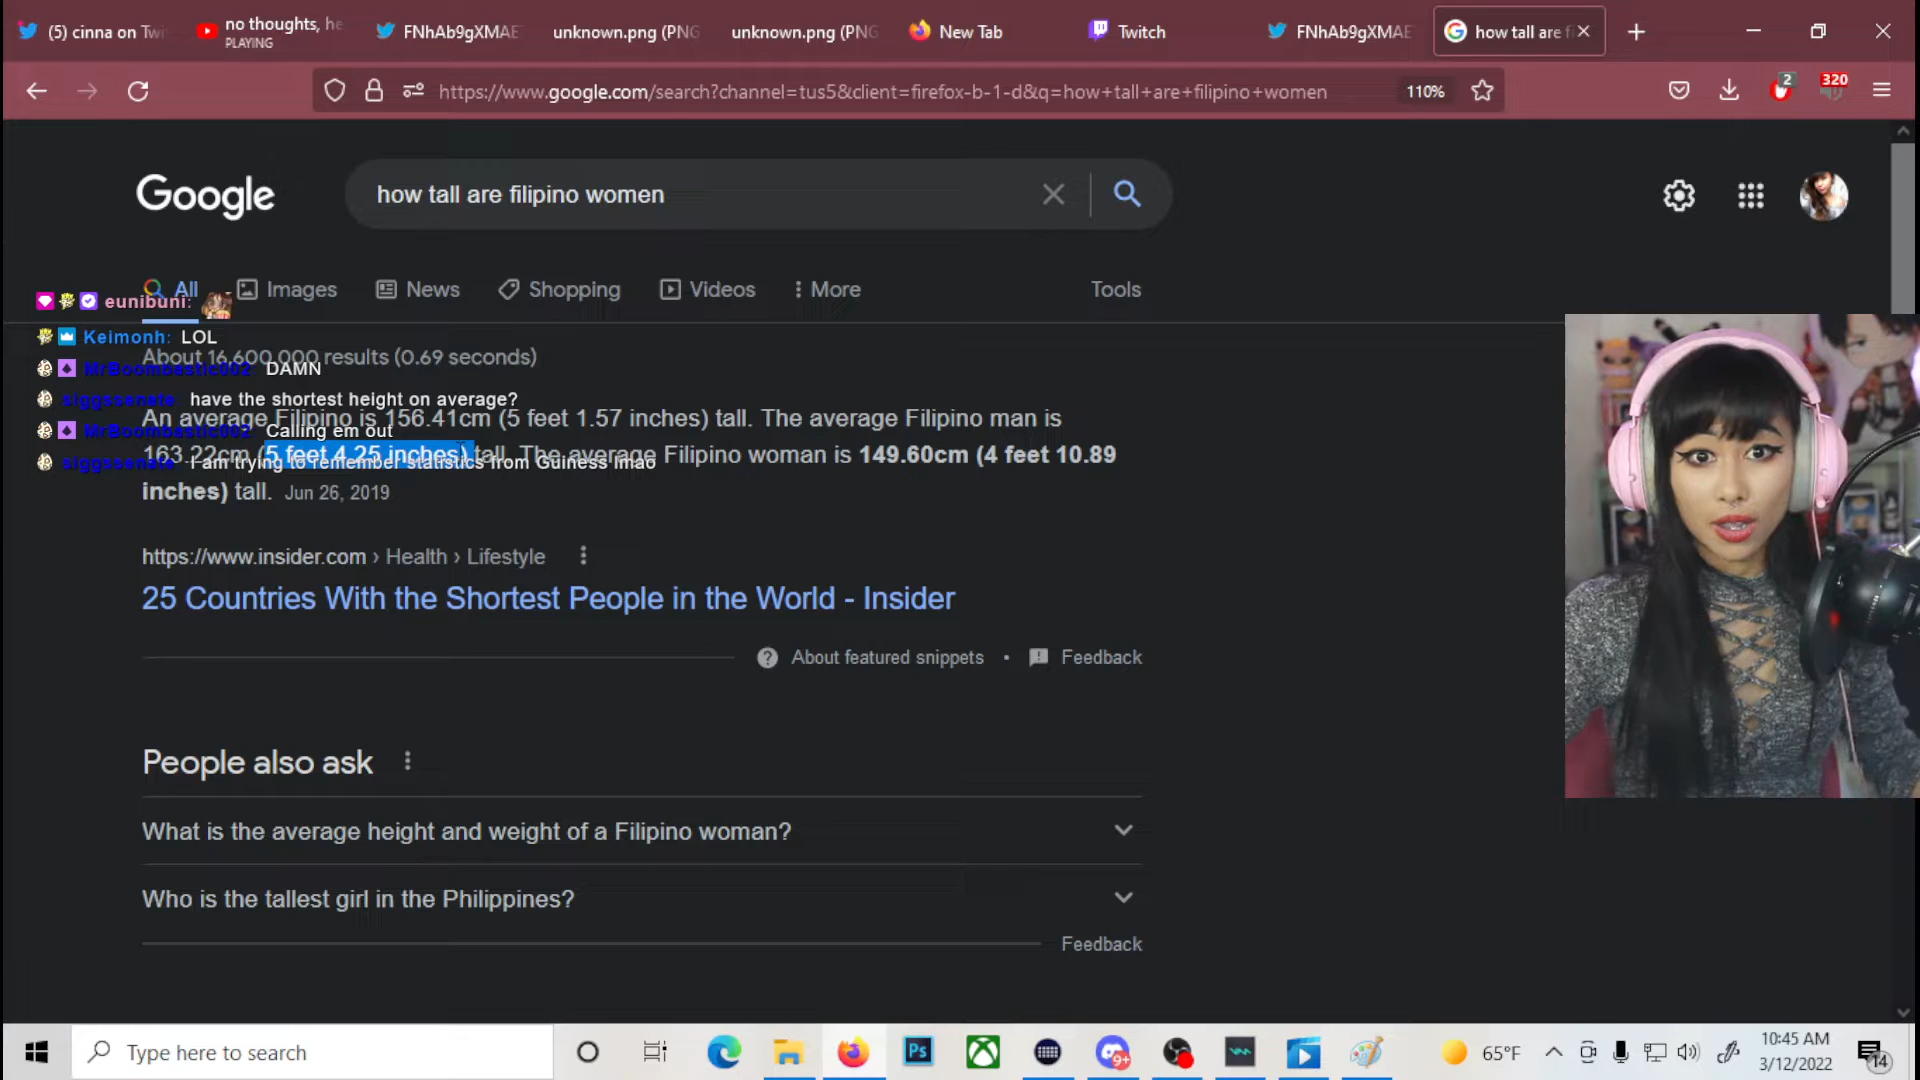 (5) cinna on Twi
no thoughts, he
PLAYING
FNhAb9gXMAE
unknown.png (PNG
unknown.png (PNG
New Tab
Twitch
FNhAb9gXMAE
how tall are fi
https://www.google.com/search?channel=tus5&client=firefox-b-1-d&q=how+tall+are+filipino+women
110%
2
320
Google
how tall are filipino women
All
Images
News
Shopping
Videos
More
Tools
eunibuni:
Keimonh: LOL
About 16,600,000 results (0.69 seconds)
MrBoombastic002: DAMN
siggssenate have the shortest height on average?
An average Filipino is 156.41cm (5 feet 1.57 inches) tall. The average Filipino man is
MrBoombastic002: Calling em out
163.22cm (5 feet 4.25 inches) tall. The average Filipino woman is 149.60cm (4 feet 10.89
siggssenate I am trying to remember statistics from Guiness lmao
inches) tall. Jun 26, 2019
https://www.insider.com › Health › Lifestyle
25 Countries With the Shortest People in the World - Insider
About featured snippets • Feedback
People also ask
What is the average height and weight of a Filipino woman?
Who is the tallest girl in the Philippines?
Feedback
Type here to search
Ps
9+
65°F
10:45 AM
3/12/2022
14